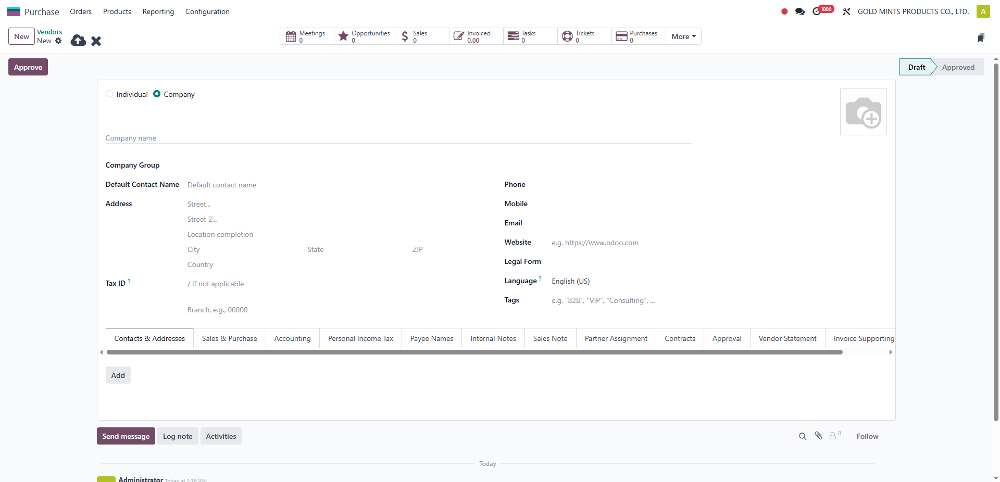 Purchase Orders Products Reporting Configuration 1000 GOLD MINTS PRODUCTS CO., LTD. A
New Vendors
New
Meetings 0 Opportunities 0 Sales 0 Invoiced 0.00 Tasks 0 Tickets 0 Purchases 0 More
Approve Draft Approved
Individual Company
Company name
Company Group
Default Contact Name Default contact name Phone
Address Street... Mobile
Street 2... Email
Location completion Website e.g. https://www.odoo.com
City State ZIP
Country Legal Form
Tax ID ? / if not applicable Language ? English (US)
Tags e.g. "B2B", "VIP", "Consulting", ...
Branch, e.g., 00000
Contacts & Addresses Sales & Purchase Accounting Personal Income Tax Payee Names Internal Notes Sales Note Partner Assignment Contracts Approval Vendor Statement Invoice Supporting
Add
Send message Log note Activities 0 Follow
Today
Administrator Today at 2:18 PM